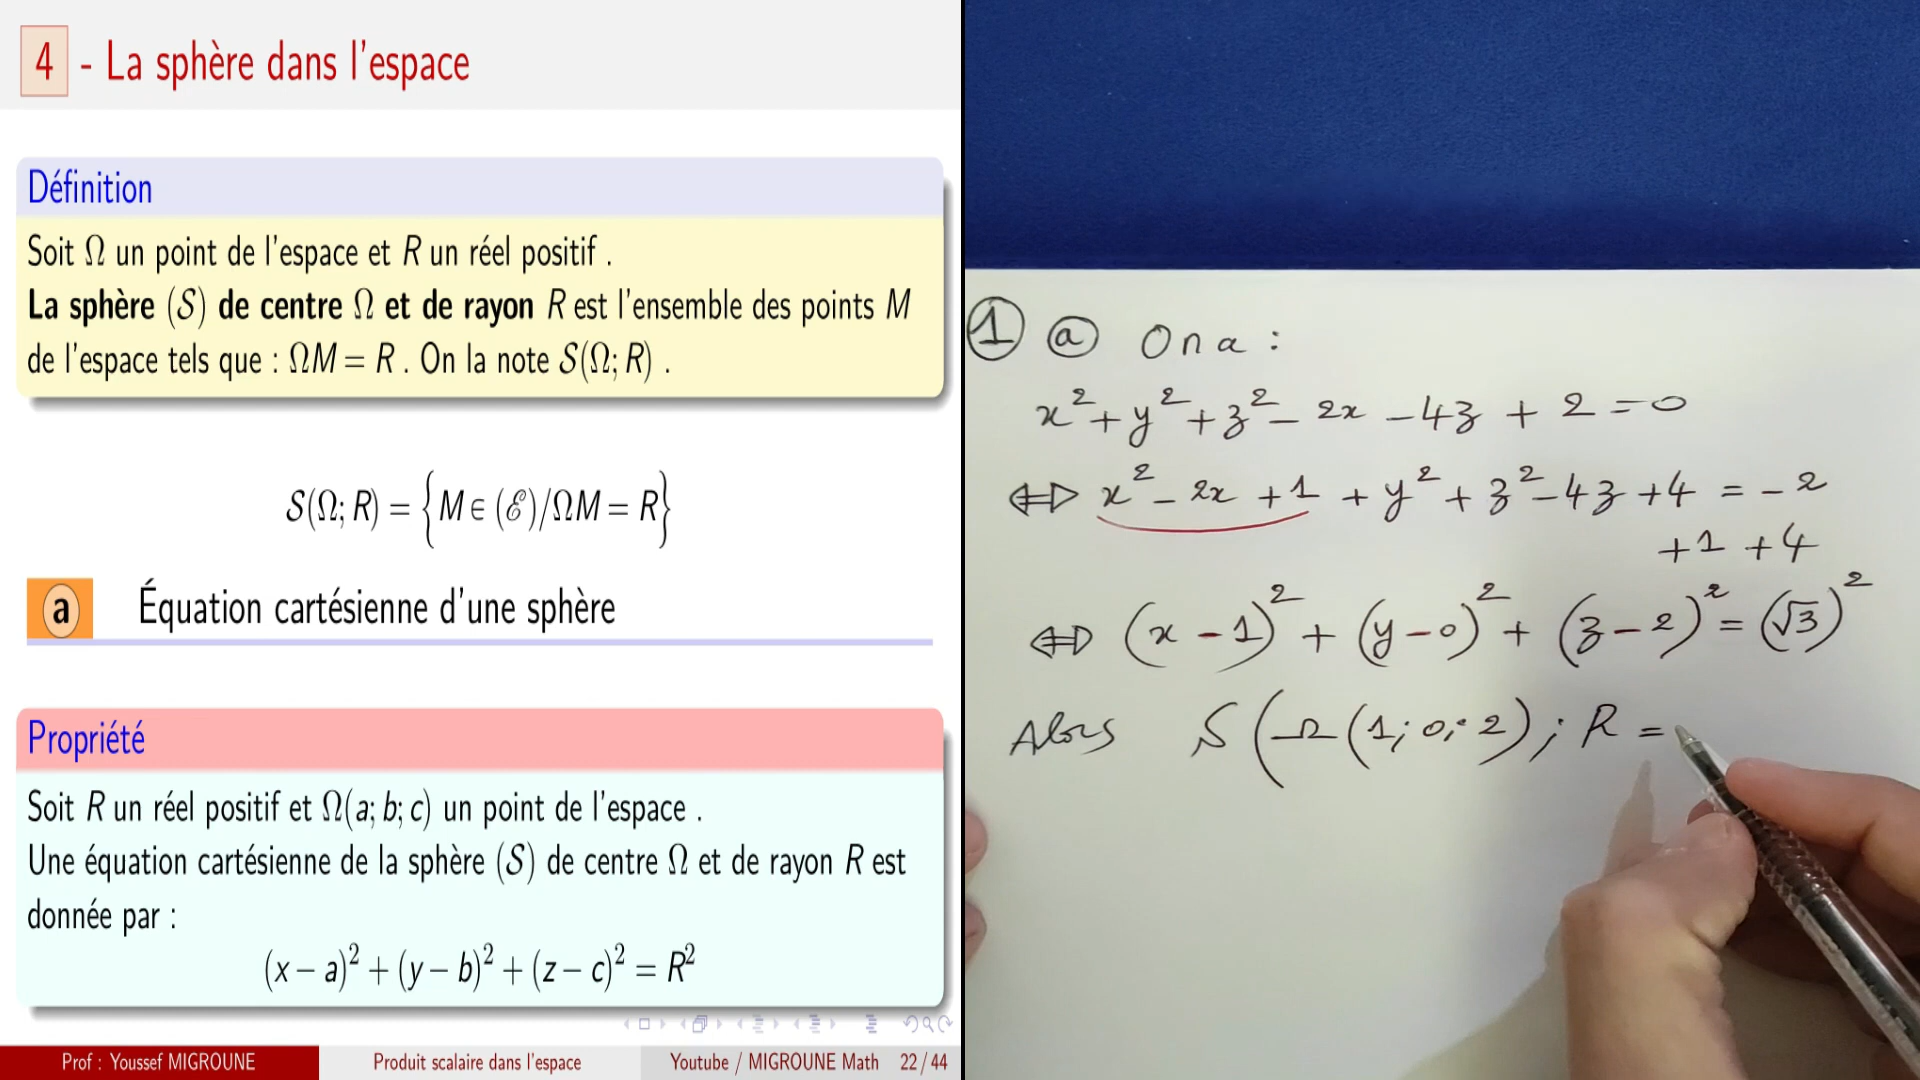 4 - La sphère dans l'espace
Définition
Soit Ω un point de l'espace et R un réel positif .
La sphère (S) de centre Ω et de rayon R est l'ensemble des points M
de l'espace tels que : ΩM = R . On la note S(Ω; R) .
S(Ω; R) = {M ∈ (ℰ)/ΩM = R}
a Équation cartésienne d'une sphère
Propriété
Soit R un réel positif et Ω(a; b; c) un point de l'espace .
Une équation cartésienne de la sphère (S) de centre Ω et de rayon R est
donnée par :
(x − a)² + (y − b)² + (z − c)² = R²
Prof : Youssef MIGROUNE Produit scalaire dans l'espace Youtube / MIGROUNE Math 22 / 44
1 a On a :
x² + y² + z² − 2x − 4z + 2 = 0
⟺ x² − 2x + 1 + y² + z² − 4z + 4 = − 2
+ 1 + 4
⟺ (x − 1)² + (y − 0)² + (z − 2)² = (√3)²
Alors S(Ω(1; 0; 2); R =